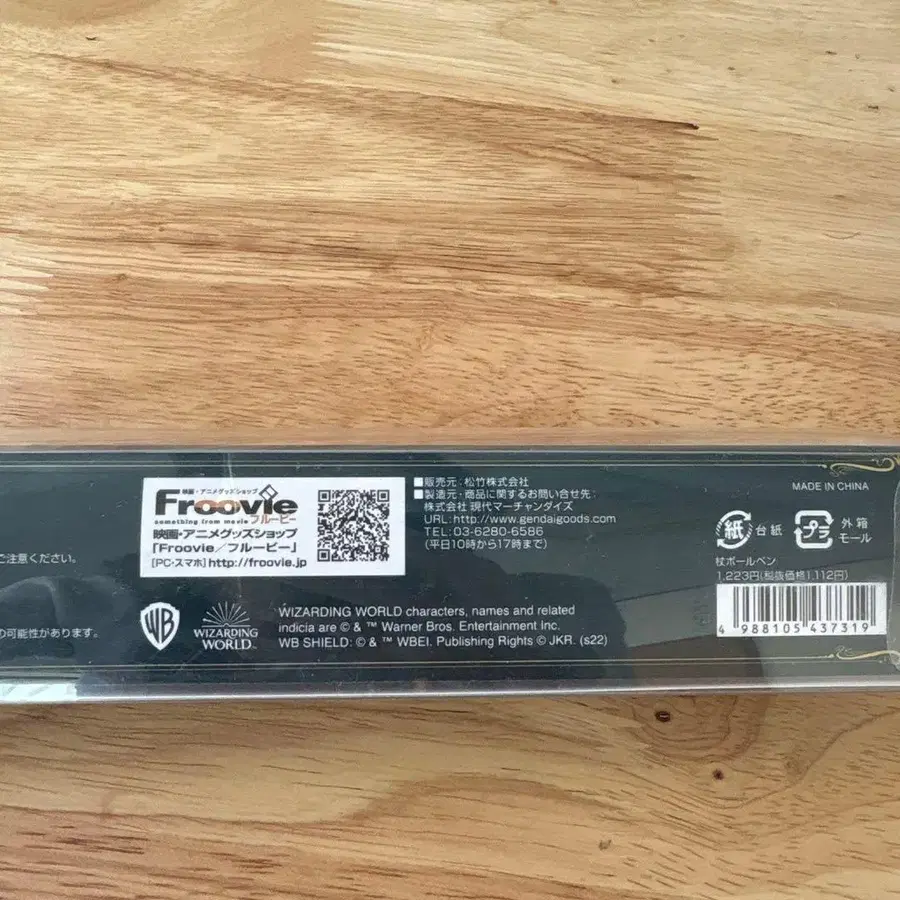 ご注意ください。
の可能性があります。
映画・アニメグッズショップ
Froovie
something from movie フルービー
映画・アニメグッズショップ
「Froovie/フルービー」
[PC・スマホ] http://froovie.jp
■販売元:松竹株式会社
■製造元・商品に関するお問い合せ先:
株式会社 現代マーチャンダイズ
URL:http://www.gendaigoods.com
TEL:03-6280-6586
(平日10時から17時まで)
WB
WIZARDING
WORLD™
WIZARDING WORLD characters, names and related
indicia are © & ™ Warner Bros. Entertainment Inc.
WB SHIELD: © & ™ WBEI. Publishing Rights © JKR. (s22)
MADE IN CHINA
紙 台紙
プラ 外箱
モール
杖ボールペン
1,223円(税抜価格1,112円)
4 988105 437319